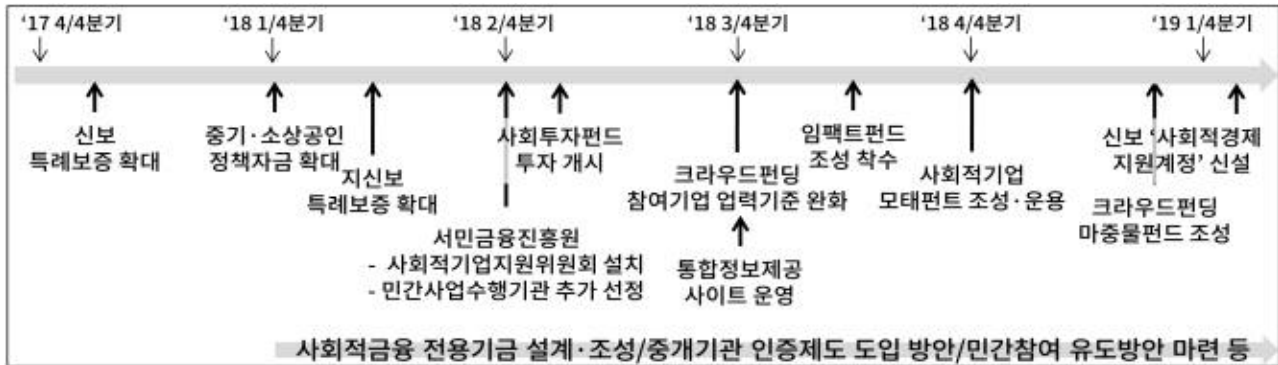 ‘17 4/4분기
‘18 1/4분기
‘18 2/4분기
‘18 3/4분기
‘18 4/4분기
‘19 1/4분기
신보
특례보증 확대
중기·소상공인
정책자금 확대
지신보
특례보증 확대
사회투자펀드
투자 개시
서민금융진흥원
- 사회적기업지원위원회 설치
- 민간사업수행기관 추가 선정
크라우드펀딩
참여기업 업력기준 완화
통합정보제공
사이트 운영
임팩트펀드
조성 착수
사회적기업
모태펀트 조성·운용
신보 ‘사회적경제
지원계정’ 신설
크라우드펀딩
마중물펀드 조성
사회적금융 전용기금 설계·조성/중개기관 인증제도 도입 방안/민간참여 유도방안 마련 등